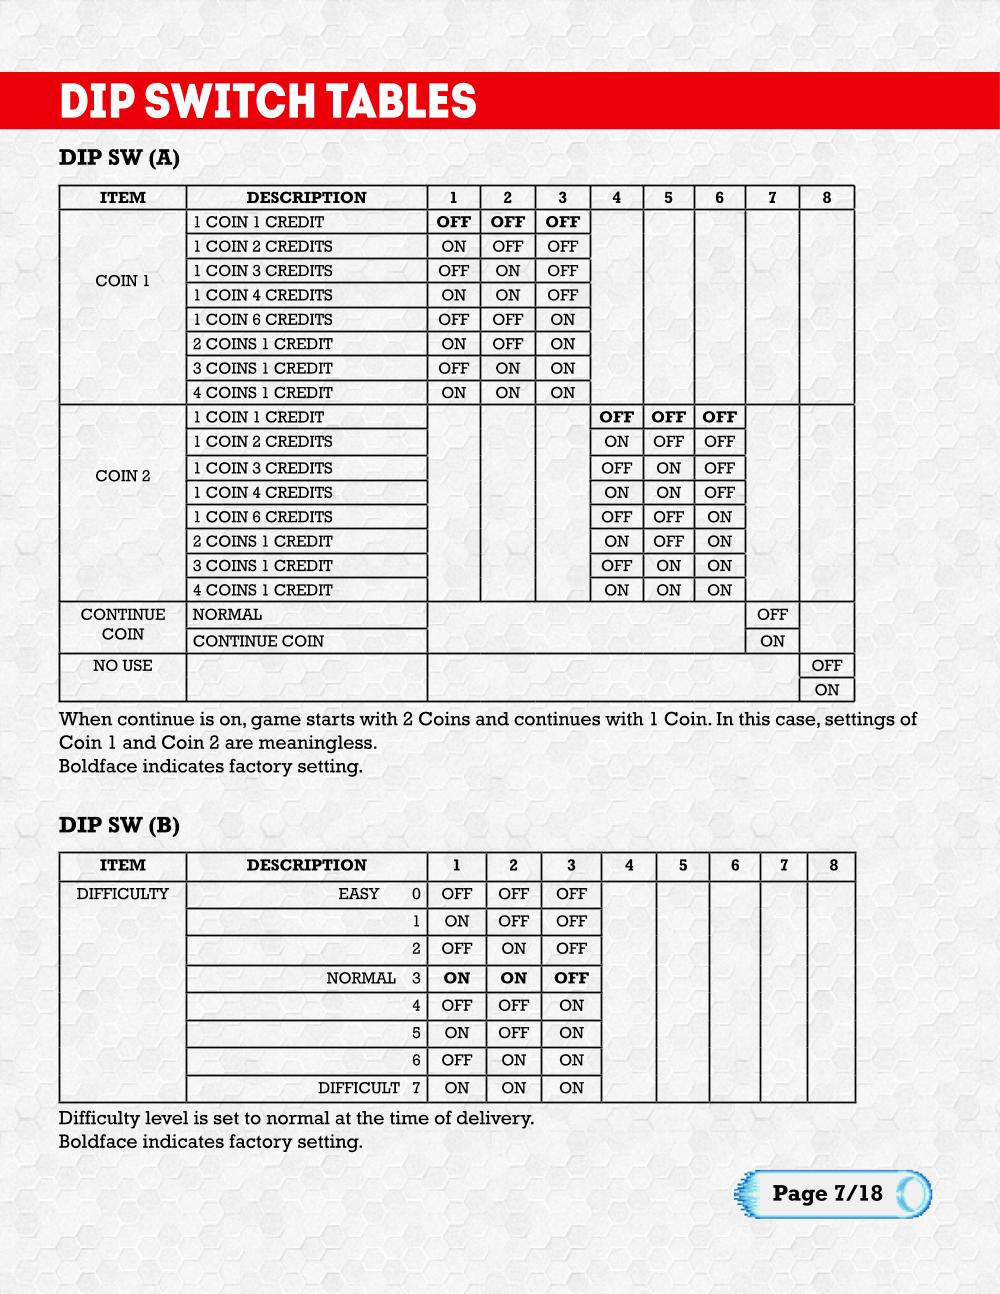 DIP SWITCH TABLES
DIP SW (A)
ITEM DESCRIPTION 1 2 3 4 5 6 7 8
COIN 1
1 COIN 1 CREDIT OFF OFF OFF
1 COIN 2 CREDITS ON OFF OFF
1 COIN 3 CREDITS OFF ON OFF
1 COIN 4 CREDITS ON ON OFF
1 COIN 6 CREDITS OFF OFF ON
2 COINS 1 CREDIT ON OFF ON
3 COINS 1 CREDIT OFF ON ON
4 COINS 1 CREDIT ON ON ON
COIN 2
1 COIN 1 CREDIT OFF OFF OFF
1 COIN 2 CREDITS ON OFF OFF
1 COIN 3 CREDITS OFF ON OFF
1 COIN 4 CREDITS ON ON OFF
1 COIN 6 CREDITS OFF OFF ON
2 COINS 1 CREDIT ON OFF ON
3 COINS 1 CREDIT OFF ON ON
4 COINS 1 CREDIT ON ON ON
CONTINUE
COIN
NORMAL OFF
CONTINUE COIN ON
NO USE OFF
ON
When continue is on, game starts with 2 Coins and continues with 1 Coin. In this case, settings of
Coin 1 and Coin 2 are meaningless.
Boldface indicates factory setting.
DIP SW (B)
ITEM DESCRIPTION 1 2 3 4 5 6 7 8
DIFFICULTY EASY 0 OFF OFF OFF
1 ON OFF OFF
2 OFF ON OFF
NORMAL 3 ON ON OFF
4 OFF OFF ON
5 ON OFF ON
6 OFF ON ON
DIFFICULT 7 ON ON ON
Difficulty level is set to normal at the time of delivery.
Boldface indicates factory setting.
Page 7/18